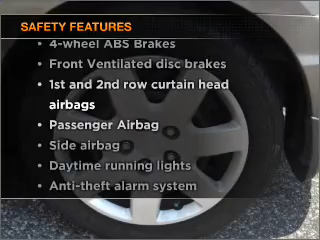 SAFETY FEATURES
• 4-wheel ABS Brakes
• Front Ventilated disc brakes
• 1st and 2nd row curtain head
airbags
• Passenger Airbag
• Side airbag
• Daytime running lights
• Anti-theft alarm system